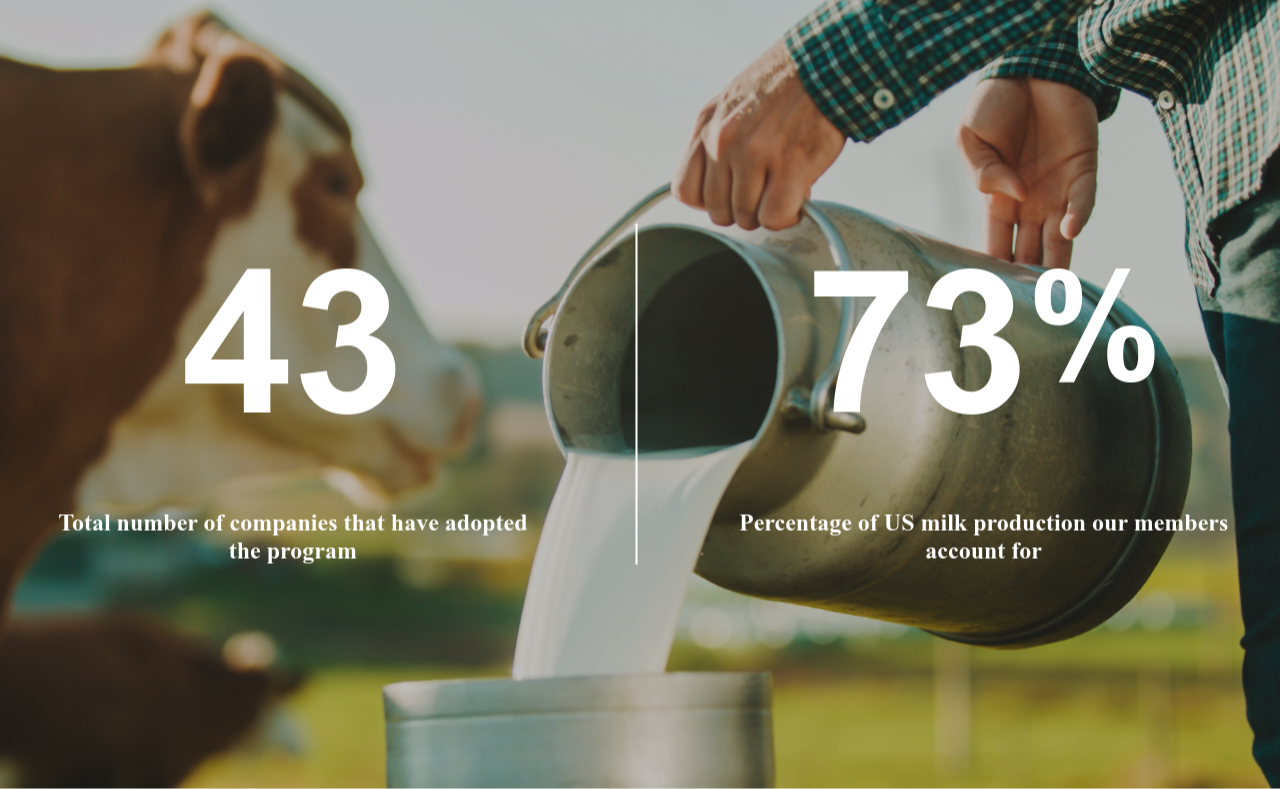 43
Total number of companies that have adopted
the program
73%
Percentage of US milk production our members
account for